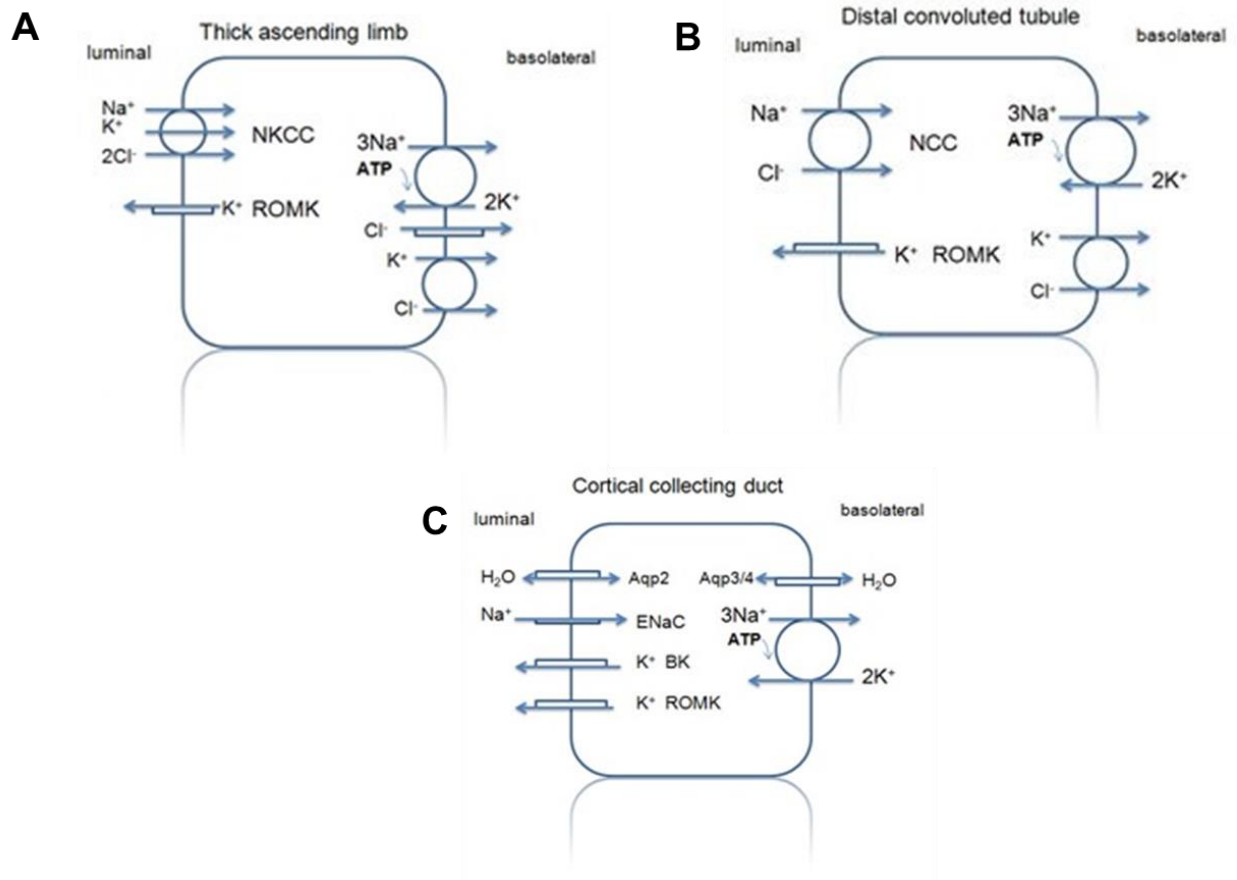 A
Thick ascending limb
luminal
basolateral
Na⁺
K⁺
2Cl⁻
NKCC
K⁺ ROMK
3Na⁺
ATP
2K⁺
Cl⁻
K⁺
Cl⁻
B
Distal convoluted tubule
luminal
basolateral
Na⁺
Cl⁻
NCC
K⁺ ROMK
3Na⁺
ATP
2K⁺
K⁺
Cl⁻
C
Cortical collecting duct
luminal
basolateral
H₂O
Aqp2
Aqp3/4
H₂O
Na⁺
ENaC
3Na⁺
ATP
K⁺ BK
2K⁺
K⁺ ROMK